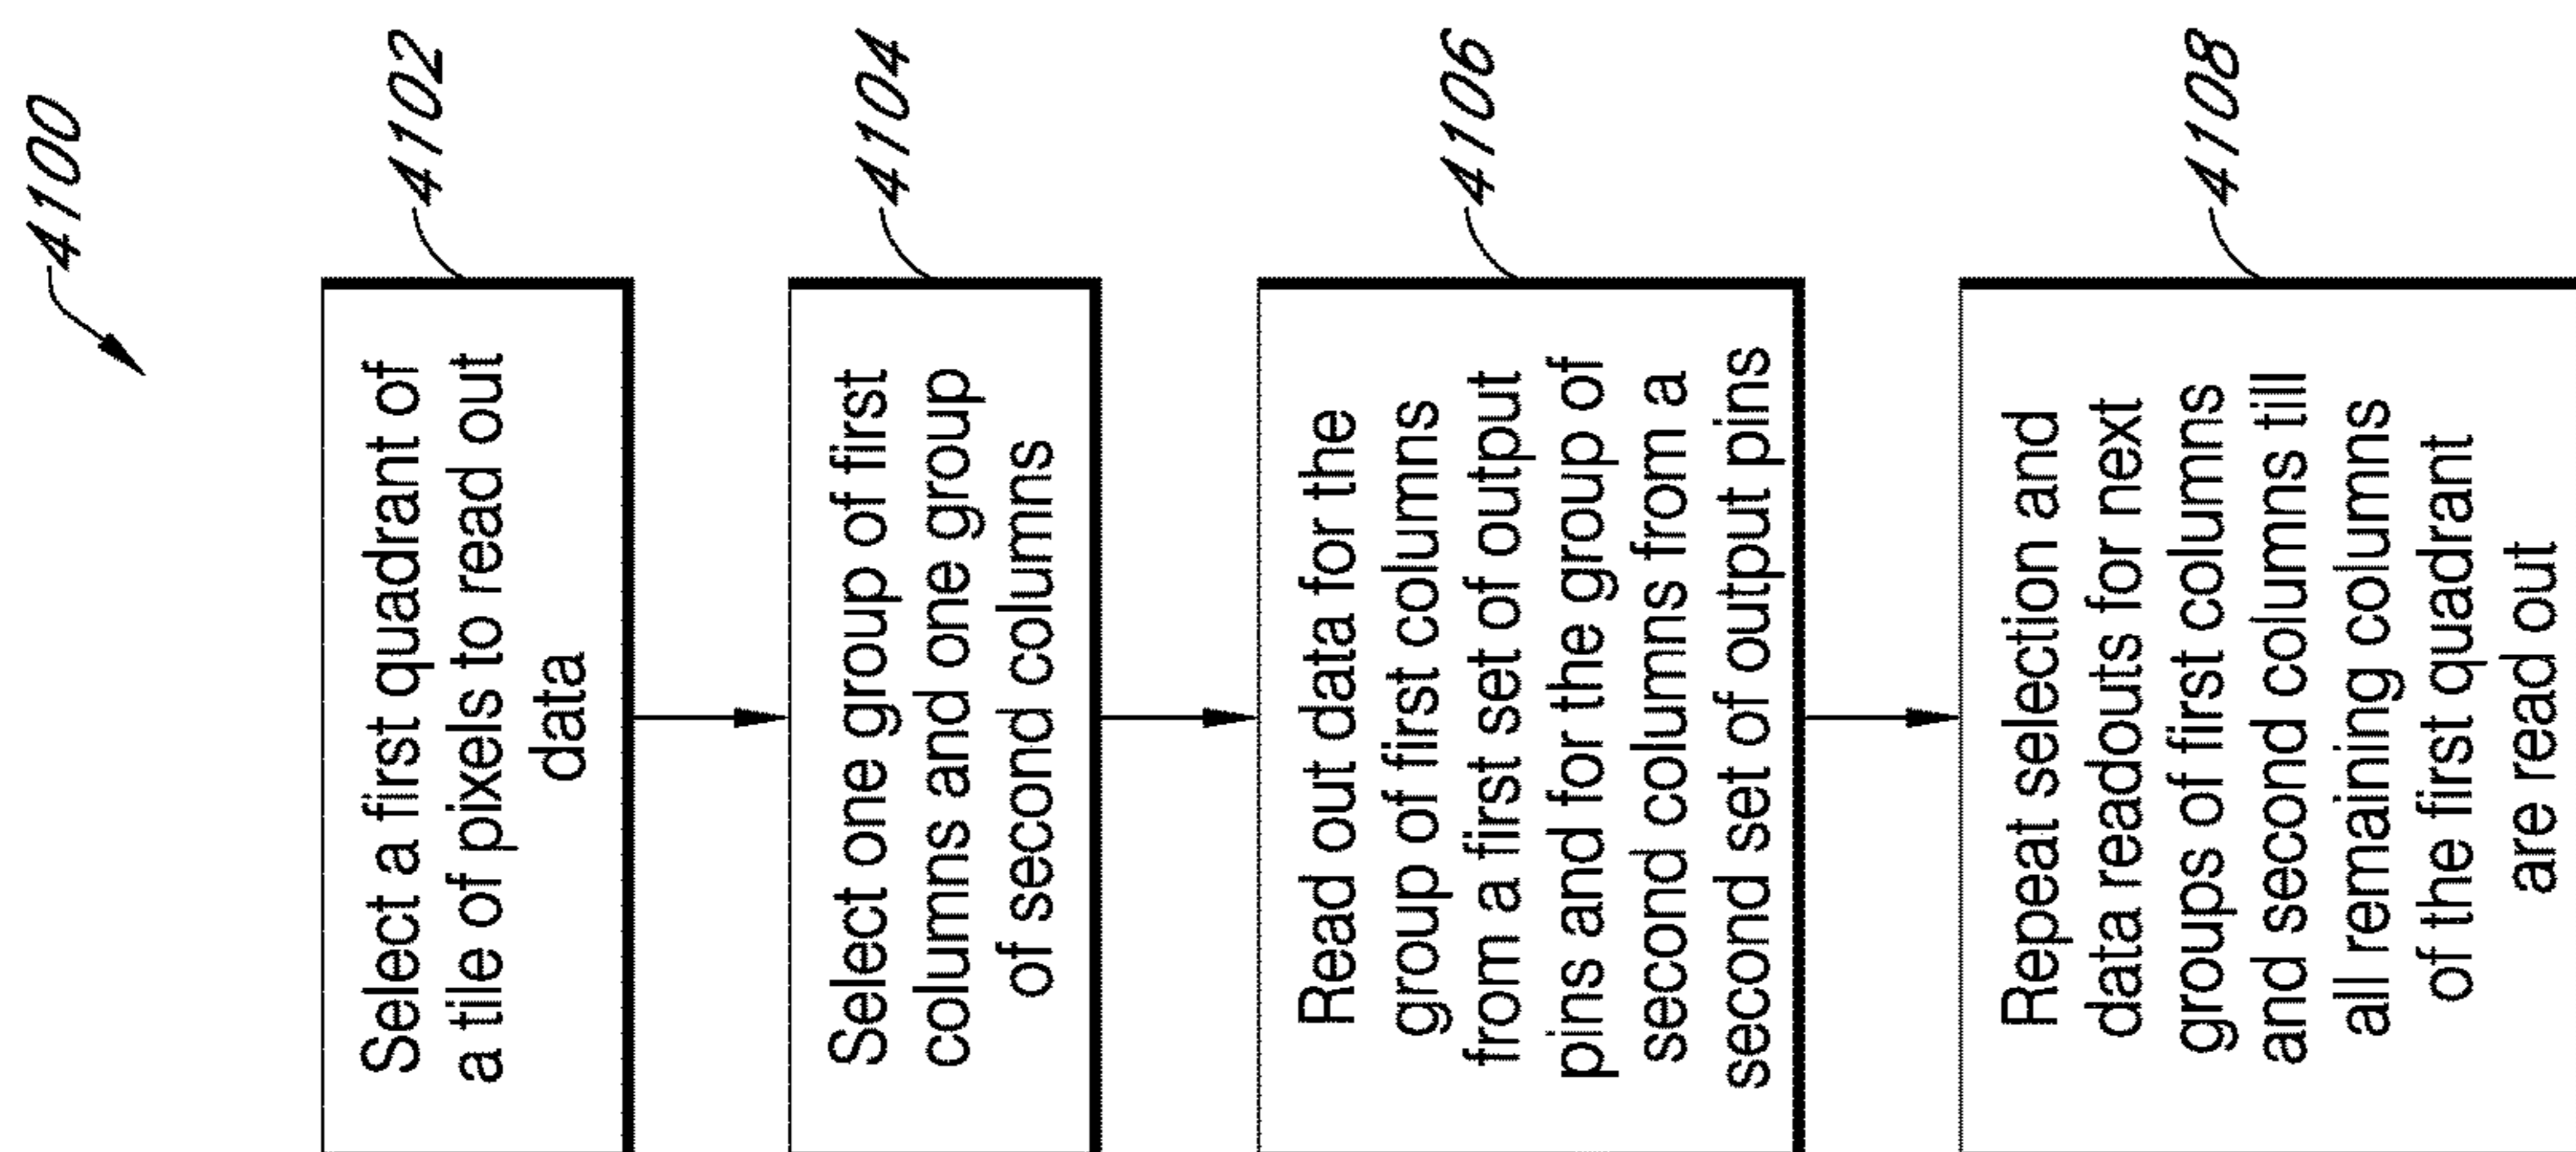 4100
4102
Select a first quadrant of
a tile of pixels to read out
data
4104
Select one group of first
columns and one group
of second columns
4106
Read out data for the
group of first columns
from a first set of output
pins and for the group of
second columns from a
second set of output pins
4108
Repeat selection and
data readouts for next
groups of first columns
and second columns till
all remaining columns
of the first quadrant
are read out